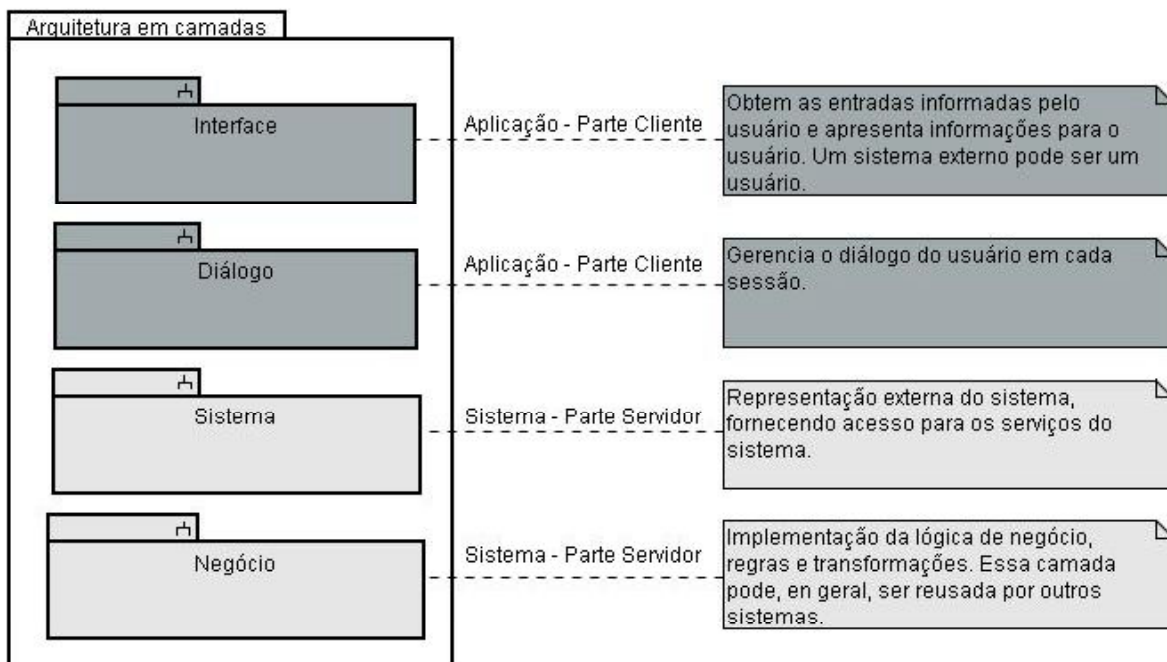 Arquitetura em camadas
Interface
Aplicação - Parte Cliente
Obtem as entradas informadas pelo
usuário e apresenta informações para o
usuário. Um sistema externo pode ser um
usuário.
Diálogo
Aplicação - Parte Cliente
Gerencia o diálogo do usuário em cada
sessão.
Sistema
Sistema - Parte Servidor
Representação externa do sistema,
fornecendo acesso para os serviços do
sistema.
Negócio
Sistema - Parte Servidor
Implementação da lógica de negócio,
regras e transformações. Essa camada
pode, en geral, ser reusada por outros
sistemas.